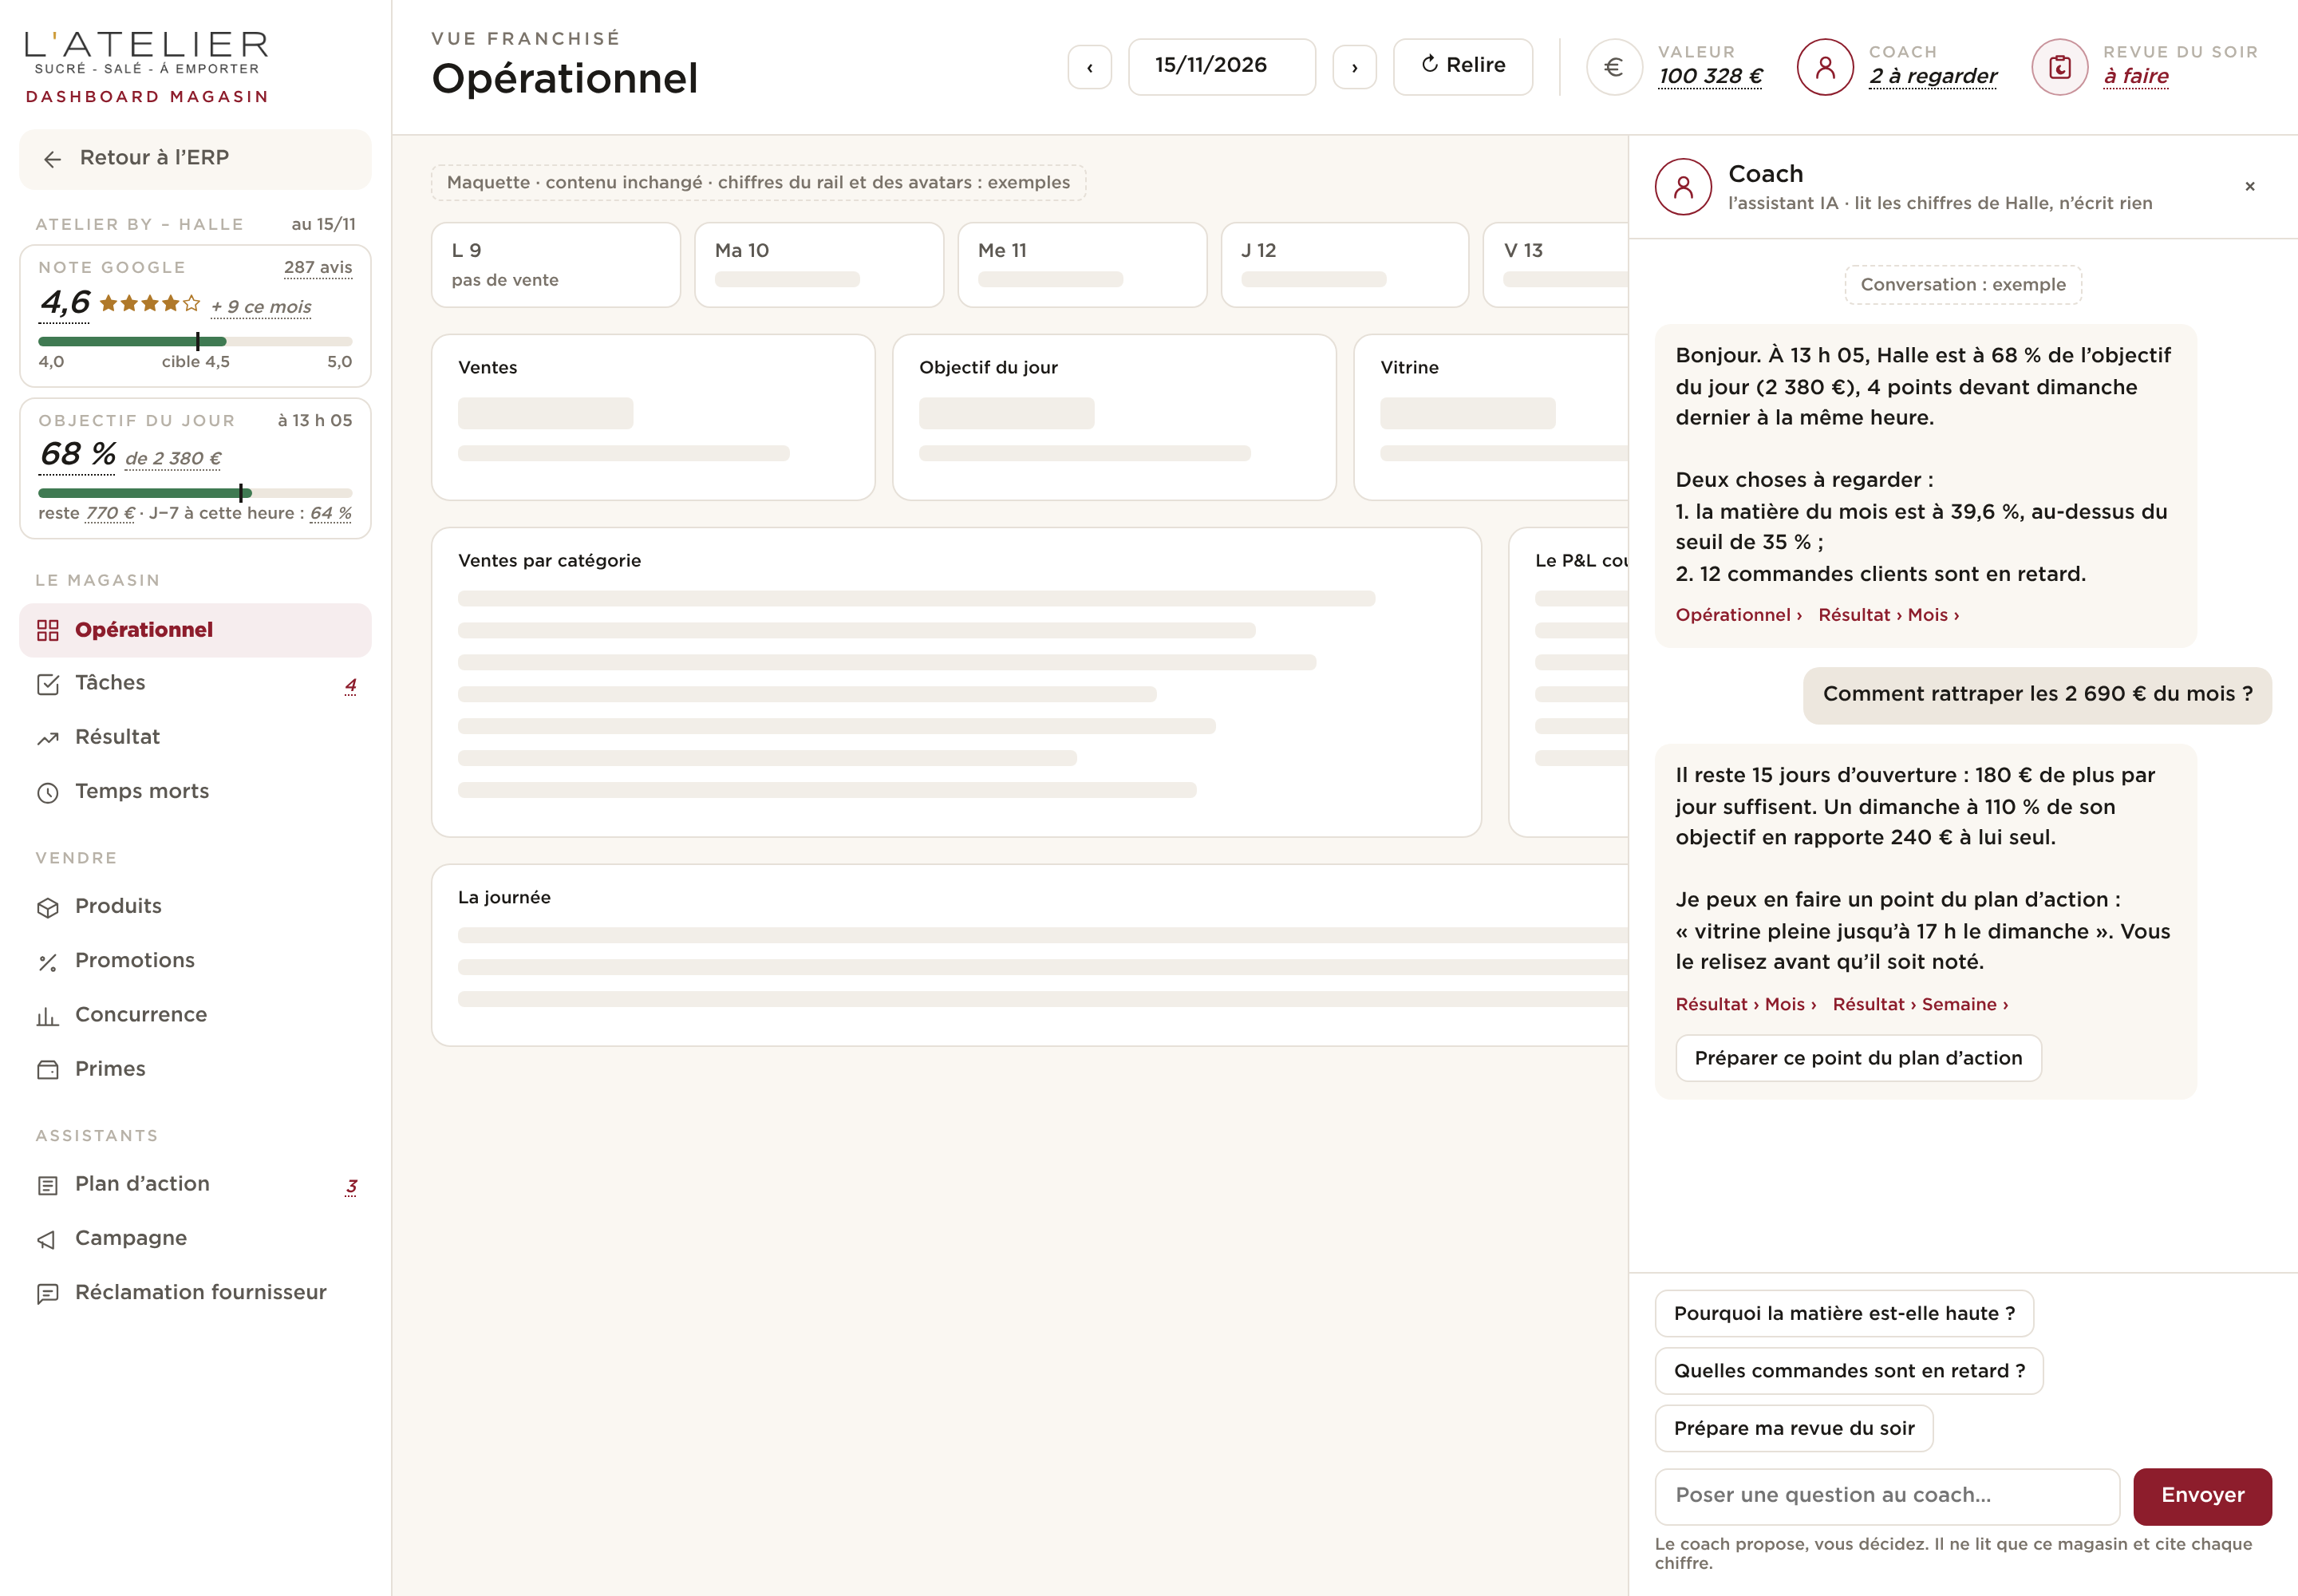 L'ATELIER
SUCRÉ - SALÉ - À EMPORTER
DASHBOARD MAGASIN
Retour à l’ERP
ATELIER BY – HALLE au 15/11
NOTE GOOGLE 287 avis
4,6 + 9 ce mois
4,0 cible 4,5 5,0
OBJECTIF DU JOUR à 13 h 05
68 % de 2 380 €
reste 770 € · J−7 à cette heure : 64 %
LE MAGASIN
Opérationnel
Tâches 4
Résultat
Temps morts
VENDRE
Produits
Promotions
Concurrence
Primes
ASSISTANTS
Plan d’action 3
Campagne
Réclamation fournisseur
VUE FRANCHISÉ
Opérationnel
‹ 15/11/2026 › Relire
€ VALEUR
100 328 €
COACH
2 à regarder
REVUE DU SOIR
à faire
Maquette · contenu inchangé · chiffres du rail et des avatars : exemples
L 9
pas de vente
Ma 10
Me 11
J 12
V 13
Ventes
Objectif du jour
Vitrine
Ventes par catégorie
Le P&L
La journée
Coach
l’assistant IA · lit les chiffres de Halle, n’écrit rien
×
Conversation : exemple
Bonjour. À 13 h 05, Halle est à 68 % de l’objectif
du jour (2 380 €), 4 points devant dimanche
dernier à la même heure.
Deux choses à regarder :
1. la matière du mois est à 39,6 %, au-dessus du
seuil de 35 % ;
2. 12 commandes clients sont en retard.
Opérationnel › Résultat › Mois ›
Comment rattraper les 2 690 € du mois ?
Il reste 15 jours d’ouverture : 180 € de plus par
jour suffisent. Un dimanche à 110 % de son
objectif en rapporte 240 € à lui seul.
Je peux en faire un point du plan d’action :
« vitrine pleine jusqu’à 17 h le dimanche ». Vous
le relisez avant qu’il soit noté.
Résultat › Mois › Résultat › Semaine ›
Préparer ce point du plan d’action
Pourquoi la matière est-elle haute ?
Quelles commandes sont en retard ?
Prépare ma revue du soir
Poser une question au coach…
Envoyer
Le coach propose, vous décidez. Il ne lit que ce magasin et cite chaque
chiffre.